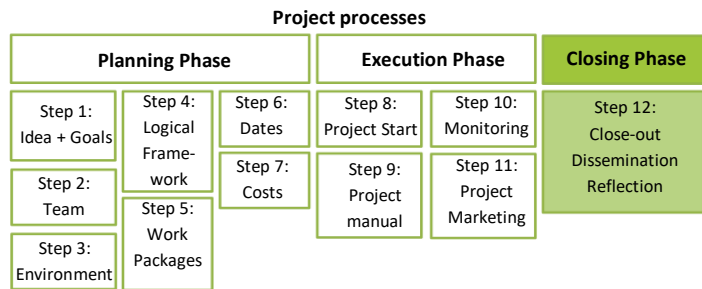 Project processes
Planning Phase
Execution Phase
Closing Phase
Step 1:
Idea + Goals
Step 2:
Team
Step 3:
Environment
Step 4:
Logical
Frame-
work
Step 5:
Work
Packages
Step 6:
Dates
Step 7:
Costs
Step 8:
Project Start
Step 9:
Project
manual
Step 10:
Monitoring
Step 11:
Project
Marketing
Step 12:
Close-out
Dissemination
Reflection